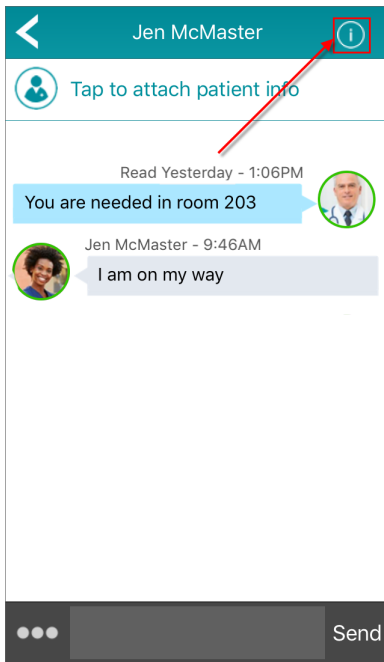 Jen McMaster
Tap to attach patient info
Read Yesterday - 1:06PM
You are needed in room 203
Jen McMaster - 9:46AM
I am on my way
Send